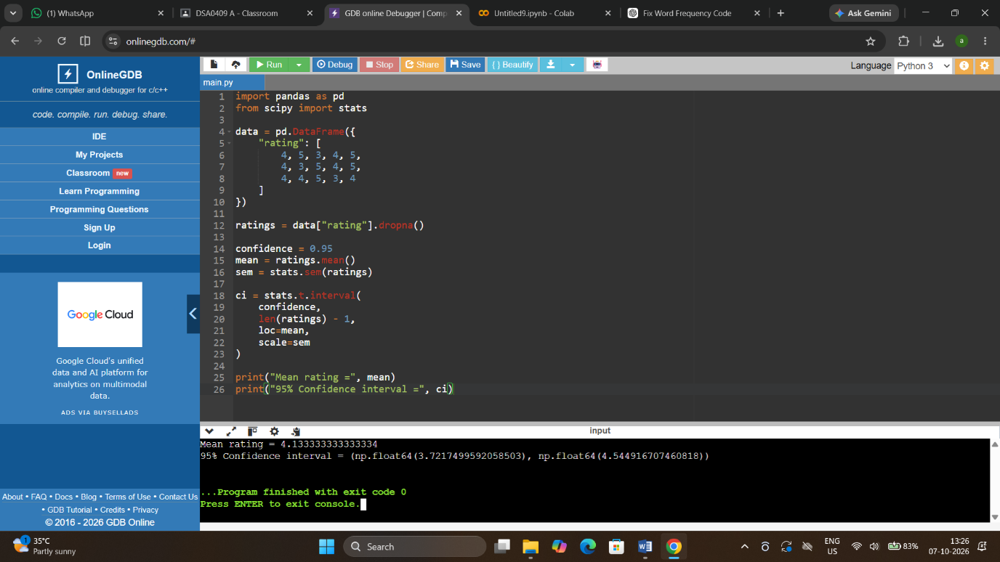 (1) WhatsApp
DSA0409 A - Classroom
GDB online Debugger | Comp
Untitled9.ipynb - Colab
Fix Word Frequency Code
Ask Gemini
onlinegdb.com/#
a
OnlineGDB
online compiler and debugger for c/c++
code. compile. run. debug. share.
IDE
My Projects
Classroom new
Learn Programming
Programming Questions
Sign Up
Login
Google Cloud
Google Cloud's unified
data and AI platform for
analytics on multimodal
data.
ADS VIA BUYSELLADS
About • FAQ • Docs • Blog • Terms of Use • Contact Us
• GDB Tutorial • Credits • Privacy
© 2016 - 2026 GDB Online
Run Debug Stop Share Save { } Beautify
Language Python 3
main.py
1 import pandas as pd
2 from scipy import stats
3
4 data = pd.DataFrame({
5 "rating": [
6 4, 5, 3, 4, 5,
7 4, 3, 5, 4, 5,
8 4, 4, 5, 3, 4
9 ]
10 })
11
12 ratings = data["rating"].dropna()
13
14 confidence = 0.95
15 mean = ratings.mean()
16 sem = stats.sem(ratings)
17
18 ci = stats.t.interval(
19 confidence,
20 len(ratings) - 1,
21 loc=mean,
22 scale=sem
23 )
24
25 print("Mean rating =", mean)
26 print("95% Confidence interval =", ci)
input
Mean rating = 4.133333333333334
95% Confidence interval = (np.float64(3.7217499592058503), np.float64(4.544916707460818))
...Program finished with exit code 0
Press ENTER to exit console.
1
35°C
Partly sunny
Search
ENG
US
83%
13:26
07-10-2026